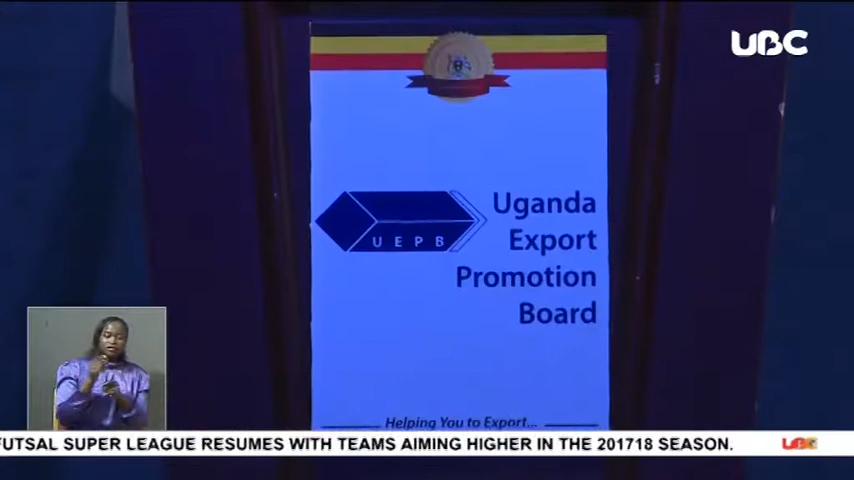 UBC
Uganda
Export
Promotion
Board
UEPB
Helping You to Export...
FUTSAL SUPER LEAGUE RESUMES WITH TEAMS AIMING HIGHER IN THE 201718 SEASON.
UBC